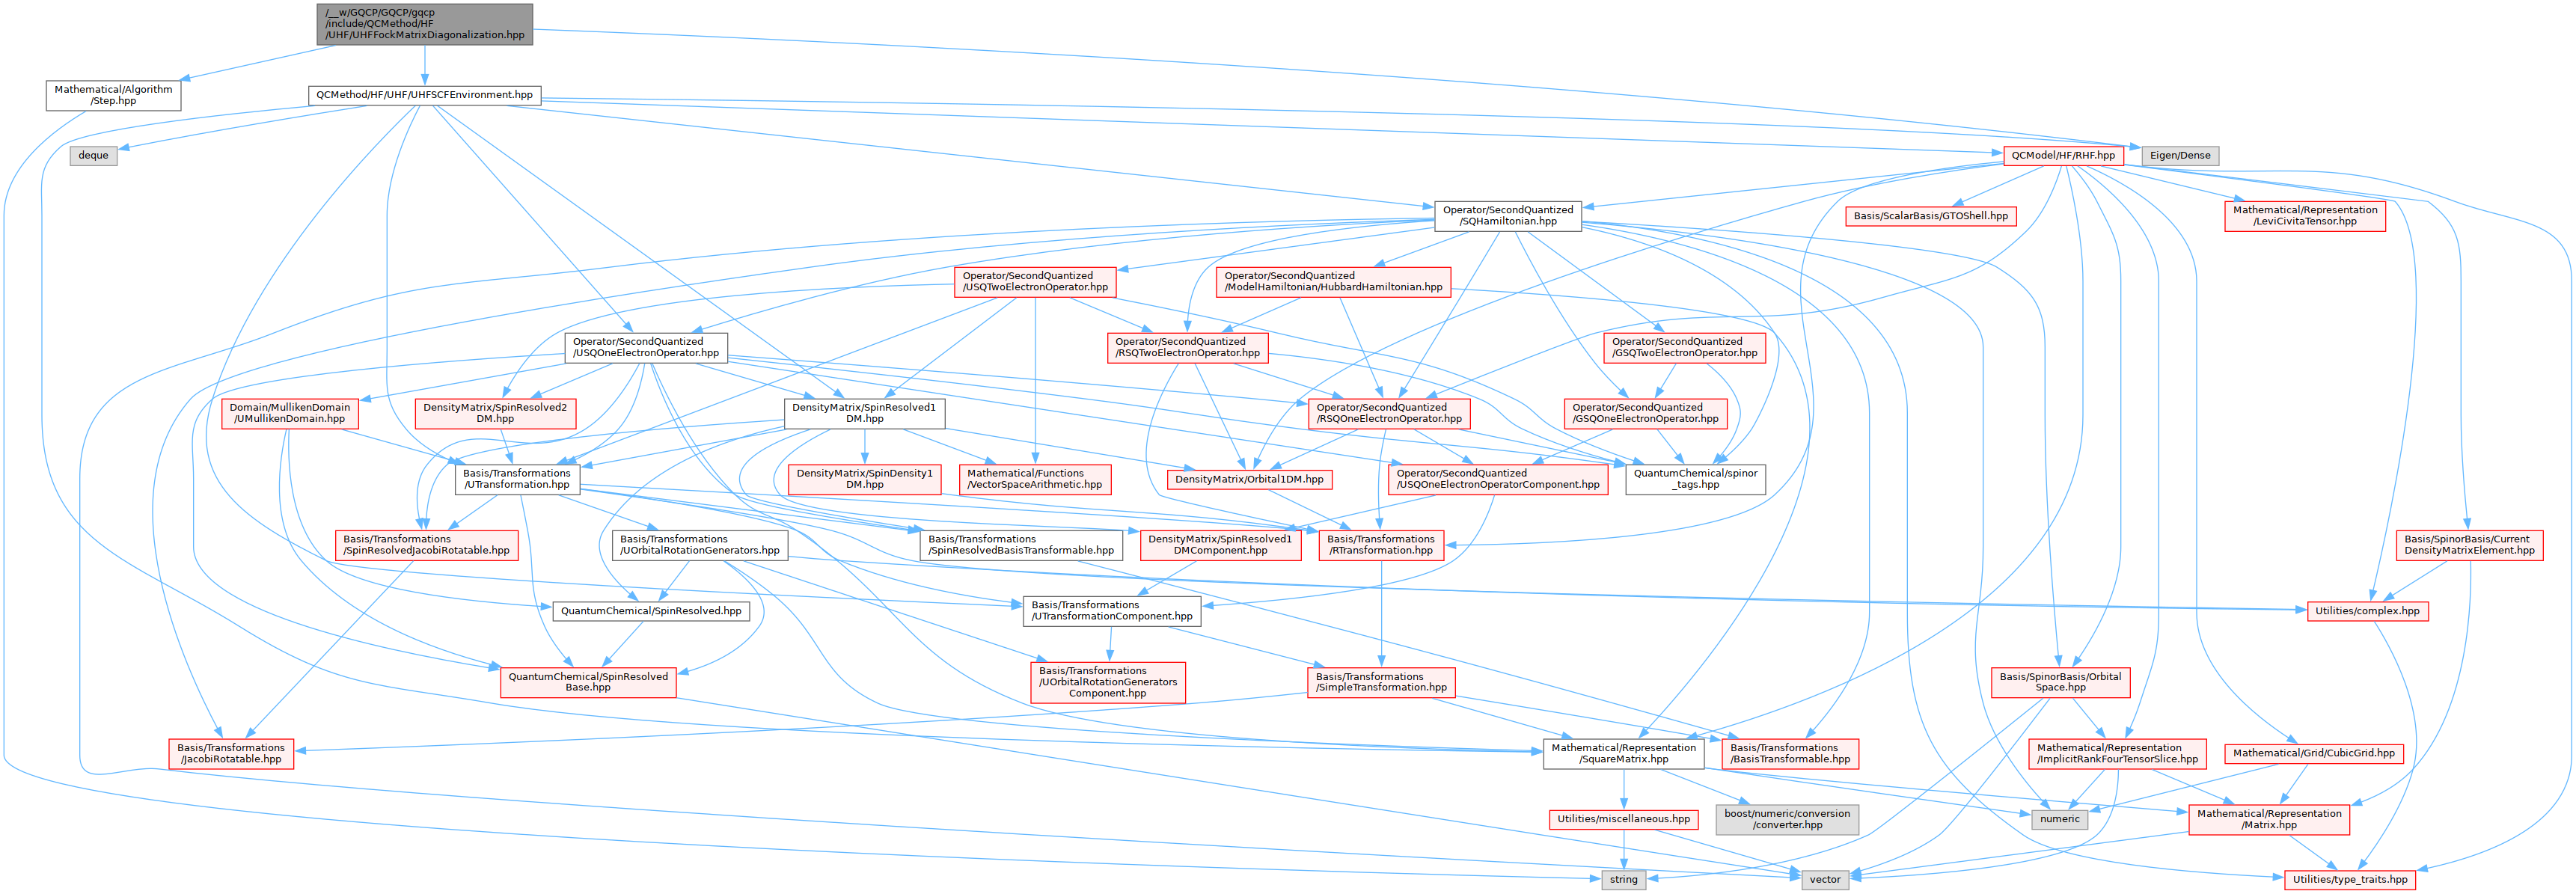 /__w/GQCP/GQCP/gqcp
/include/QCMethod/HF
/UHF/UHFFockMatrixDiagonalization.hpp
Mathematical/Algorithm
/Step.hpp
QCMethod/HF/UHF/UHFSCFEnvironment.hpp
deque
QCModel/HF/RHF.hpp
Eigen/Dense
Operator/SecondQuantized
/SQHamiltonian.hpp
Basis/ScalarBasis/GTOShell.hpp
Mathematical/Representation
/LeviCivitaTensor.hpp
Operator/SecondQuantized
/USQTwoElectronOperator.hpp
Operator/SecondQuantized
/ModelHamiltonian/HubbardHamiltonian.hpp
Operator/SecondQuantized
/USQOneElectronOperator.hpp
Operator/SecondQuantized
/RSQTwoElectronOperator.hpp
Operator/SecondQuantized
/GSQTwoElectronOperator.hpp
Domain/MullikenDomain
/UMullikenDomain.hpp
DensityMatrix/SpinResolved2
DM.hpp
DensityMatrix/SpinResolved1
DM.hpp
Operator/SecondQuantized
/RSQOneElectronOperator.hpp
Operator/SecondQuantized
/GSQOneElectronOperator.hpp
Basis/Transformations
/UTransformation.hpp
DensityMatrix/SpinDensity1
DM.hpp
Mathematical/Functions
/VectorSpaceArithmetic.hpp
DensityMatrix/Orbital1DM.hpp
Operator/SecondQuantized
/USQOneElectronOperatorComponent.hpp
QuantumChemical/spinor
_tags.hpp
Basis/Transformations
/SpinResolvedJacobiRotatable.hpp
Basis/Transformations
/UOrbitalRotationGenerators.hpp
Basis/Transformations
/SpinResolvedBasisTransformable.hpp
DensityMatrix/SpinResolved1
DMComponent.hpp
Basis/Transformations
/RTransformation.hpp
Basis/SpinorBasis/Current
DensityMatrixElement.hpp
QuantumChemical/SpinResolved.hpp
Basis/Transformations
/UTransformationComponent.hpp
Utilities/complex.hpp
QuantumChemical/SpinResolved
Base.hpp
Basis/Transformations
/UOrbitalRotationGenerators
Component.hpp
Basis/Transformations
/SimpleTransformation.hpp
Basis/SpinorBasis/Orbital
Space.hpp
Basis/Transformations
/JacobiRotatable.hpp
Mathematical/Representation
/SquareMatrix.hpp
Basis/Transformations
/BasisTransformable.hpp
Mathematical/Representation
/ImplicitRankFourTensorSlice.hpp
Mathematical/Grid/CubicGrid.hpp
Utilities/miscellaneous.hpp
boost/numeric/conversion
/converter.hpp
numeric
Mathematical/Representation
/Matrix.hpp
string
vector
Utilities/type_traits.hpp